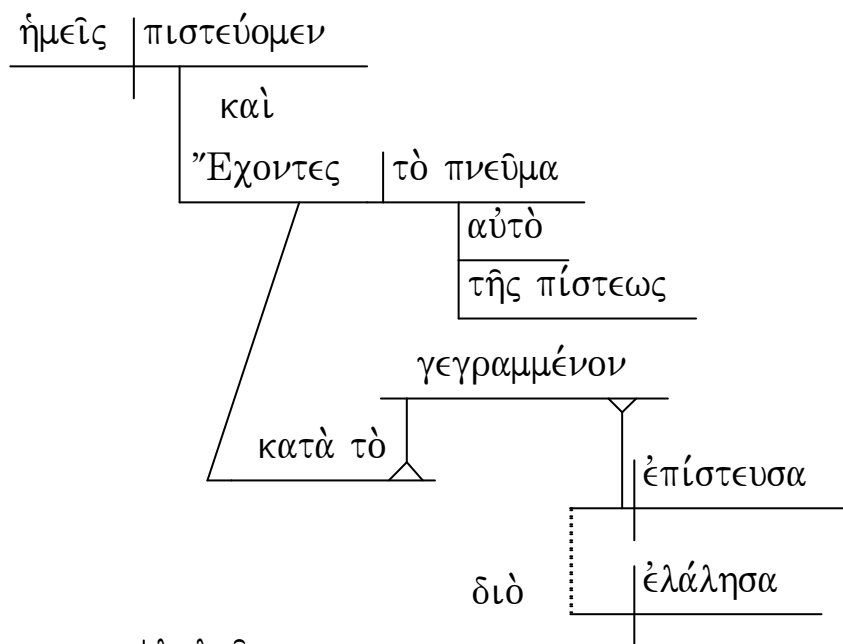 ἡμεῖς πιστεύομεν
καὶ
Ἔχοντες τὸ πνεῦμα
αὐτὸ
τῆς πίστεως
γεγραμμένον
κατὰ τὸ
ἐπίστευσα
διὸ ἐλάλησα